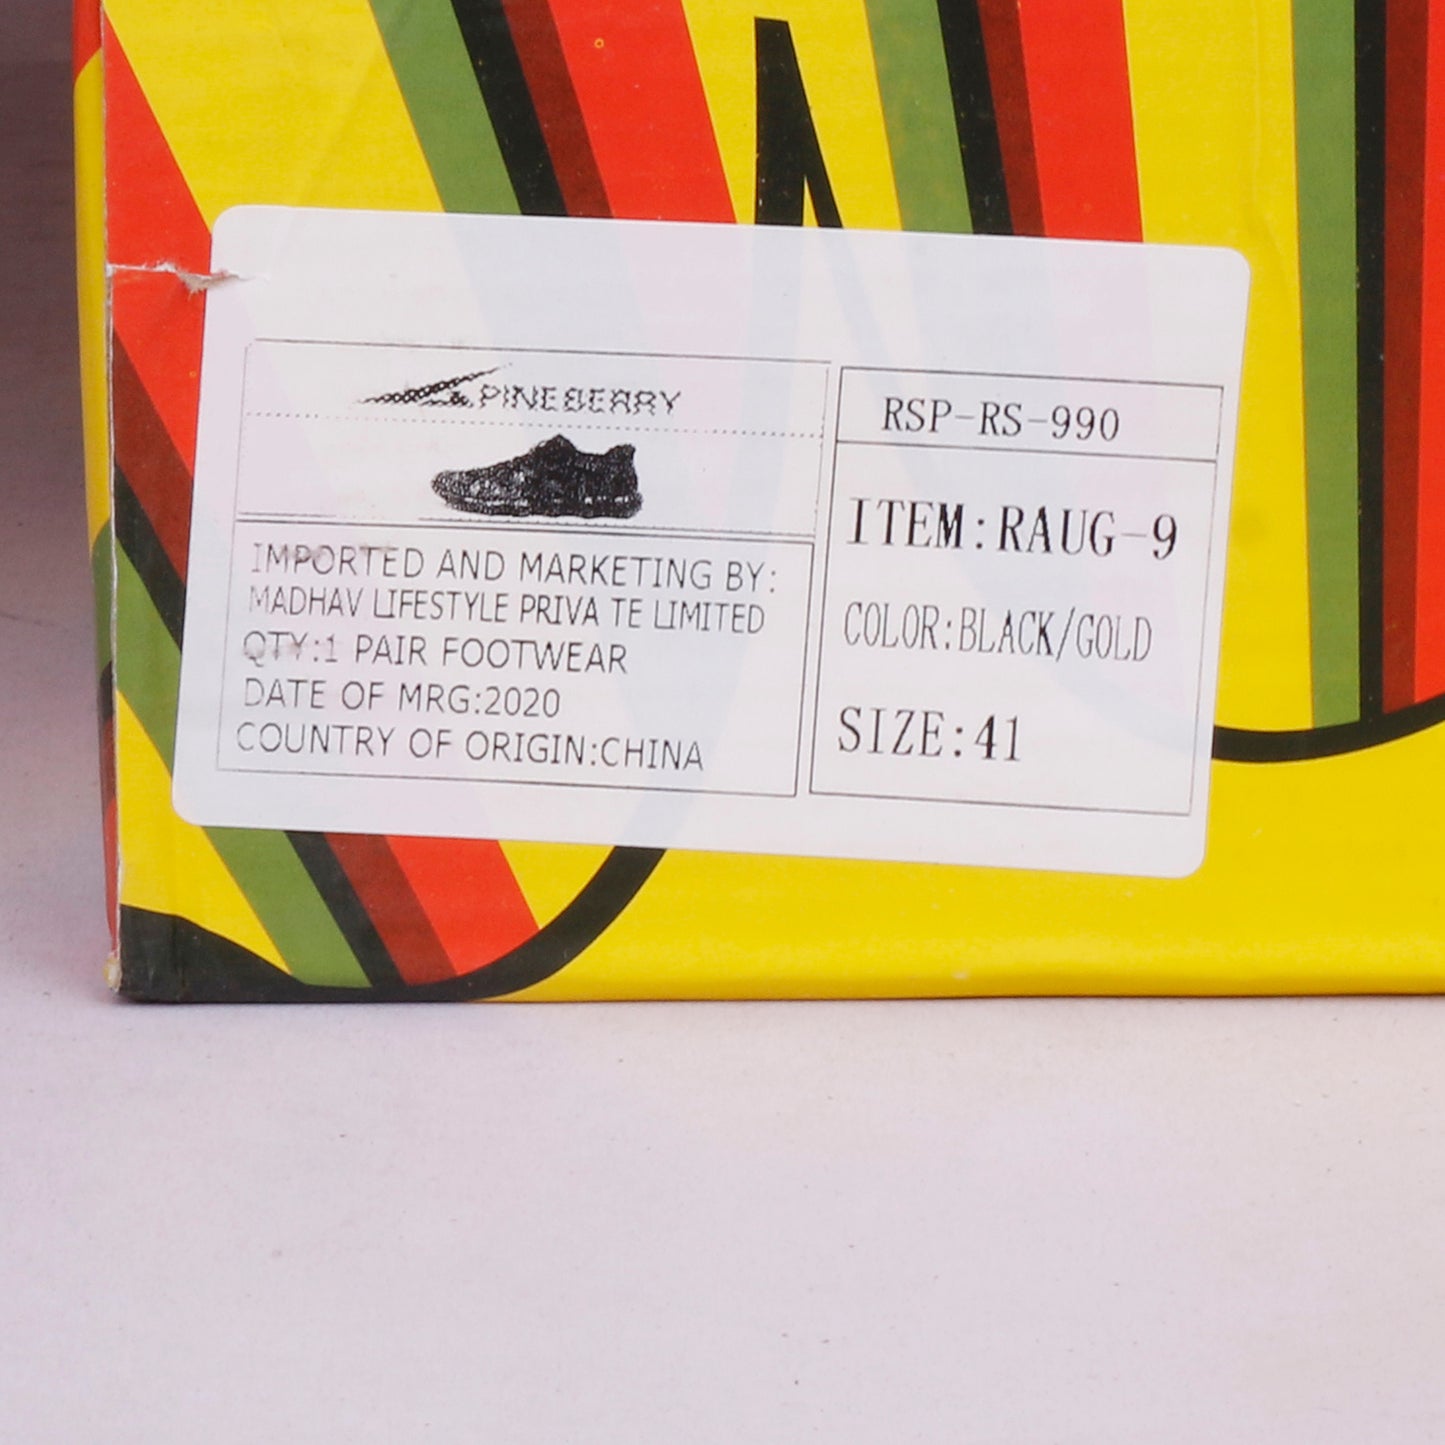 PINEBERRY
IMPORTED AND MARKETING BY:
MADHAV LIFESTYLE PRIVA TE LIMITED
QTY:1 PAIR FOOTWEAR
DATE OF MRG:2020
COUNTRY OF ORIGIN:CHINA
RSP-RS-990
ITEM:RAUG-9
COLOR:BLACK/GOLD
SIZE:41